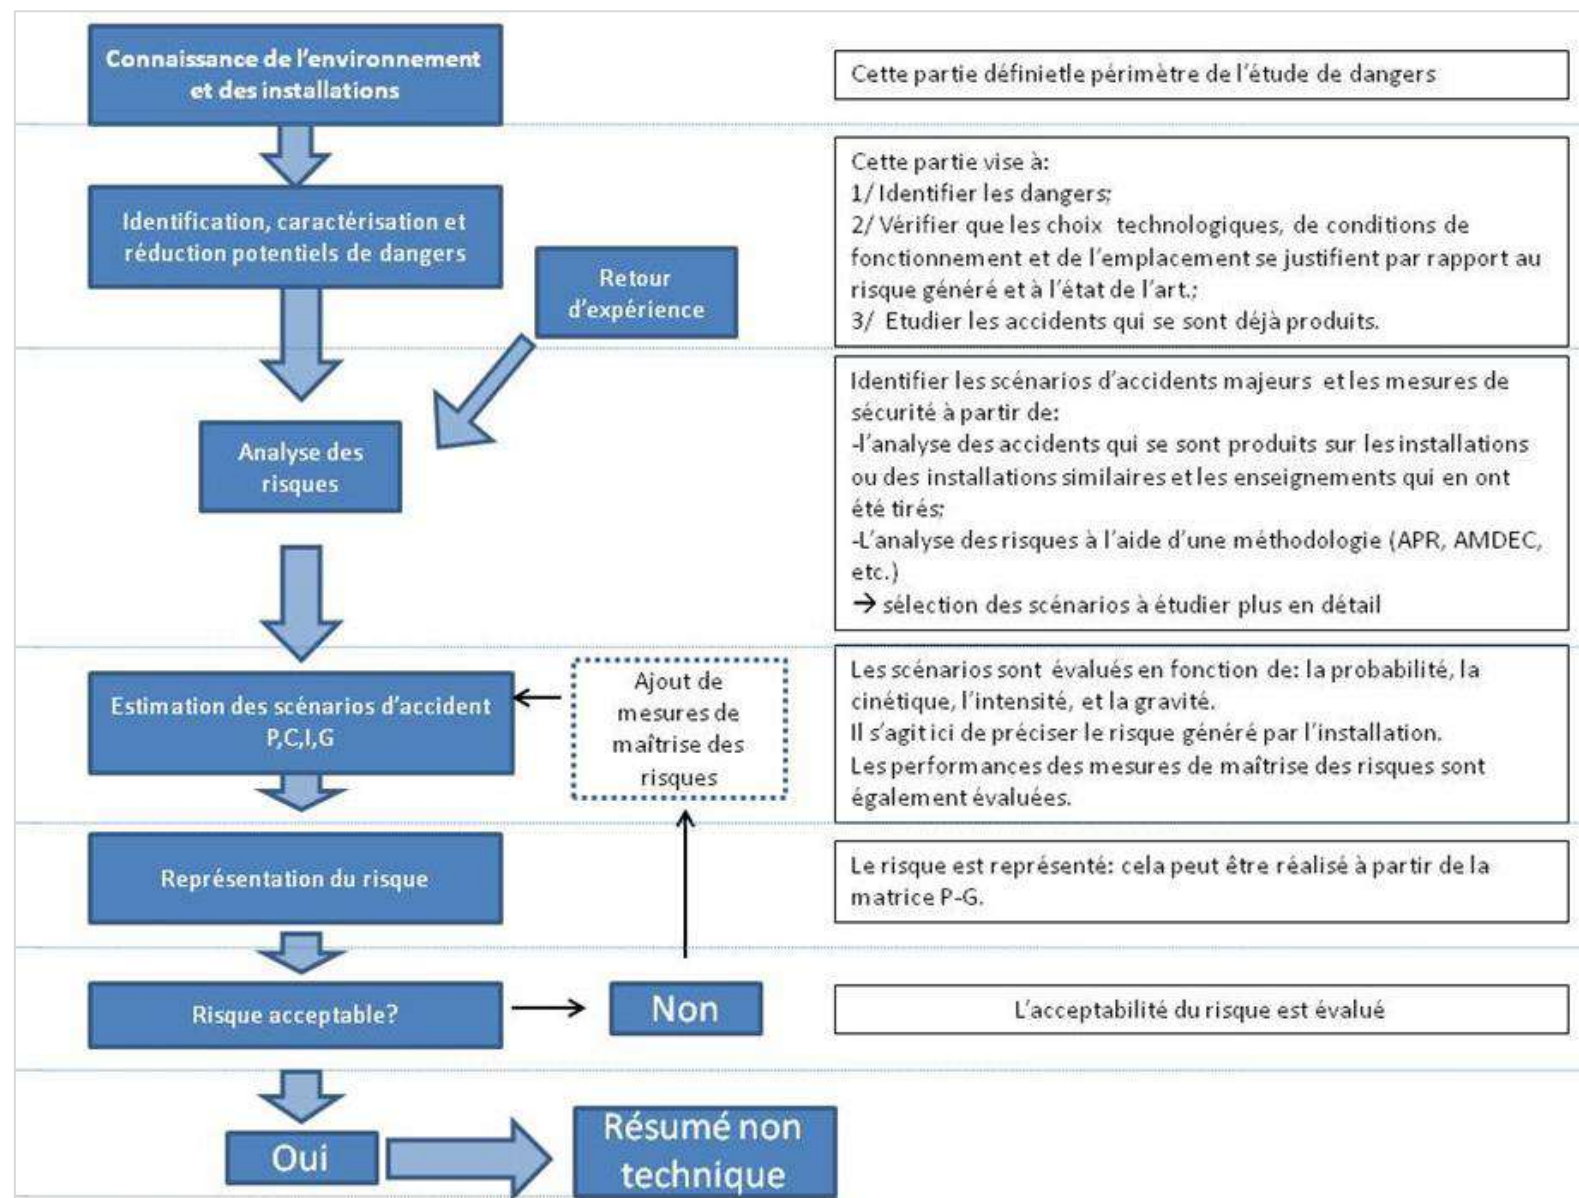 Connaissance de l'environnement
et des installations
Cette partie définietle périmètre de l'étude de dangers
Identification, caractérisation et
réduction potentiels de dangers
Retour
d'expérience
Cette partie vise à:
1/ Identifier les dangers;
2/ Vérifier que les choix technologiques, de conditions de
fonctionnement et de l'emplacement se justifient par rapport au
risque généré et à l'état de l'art.;
3/ Etudier les accidents qui se sont déjà produits.
Analyse des
risques
Identifier les scénarios d'accidents majeurs et les mesures de
sécurité à partir de:
-l'analyse des accidents qui se sont produits sur les installations
ou des installations similaires et les enseignements qui en ont
été tirés;
-L'analyse des risques à l'aide d'une méthodologie (APR, AMDEC,
etc.)
→ sélection des scénarios à étudier plus en détail
Estimation des scénarios d'accident
P,C,I,G
Ajout de
mesures de
maîtrise des
risques
Les scénarios sont évalués en fonction de: la probabilité, la
cinétique, l'intensité, et la gravité.
Il s'agit ici de préciser le risque généré par l'installation.
Les performances des mesures de maîtrise des risques sont
également évaluées.
Représentation du risque
Le risque est représenté: cela peut être réalisé à partir de la
matrice P-G.
Risque acceptable?
Non
L'acceptabilité du risque est évalué
Oui
Résumé non
technique